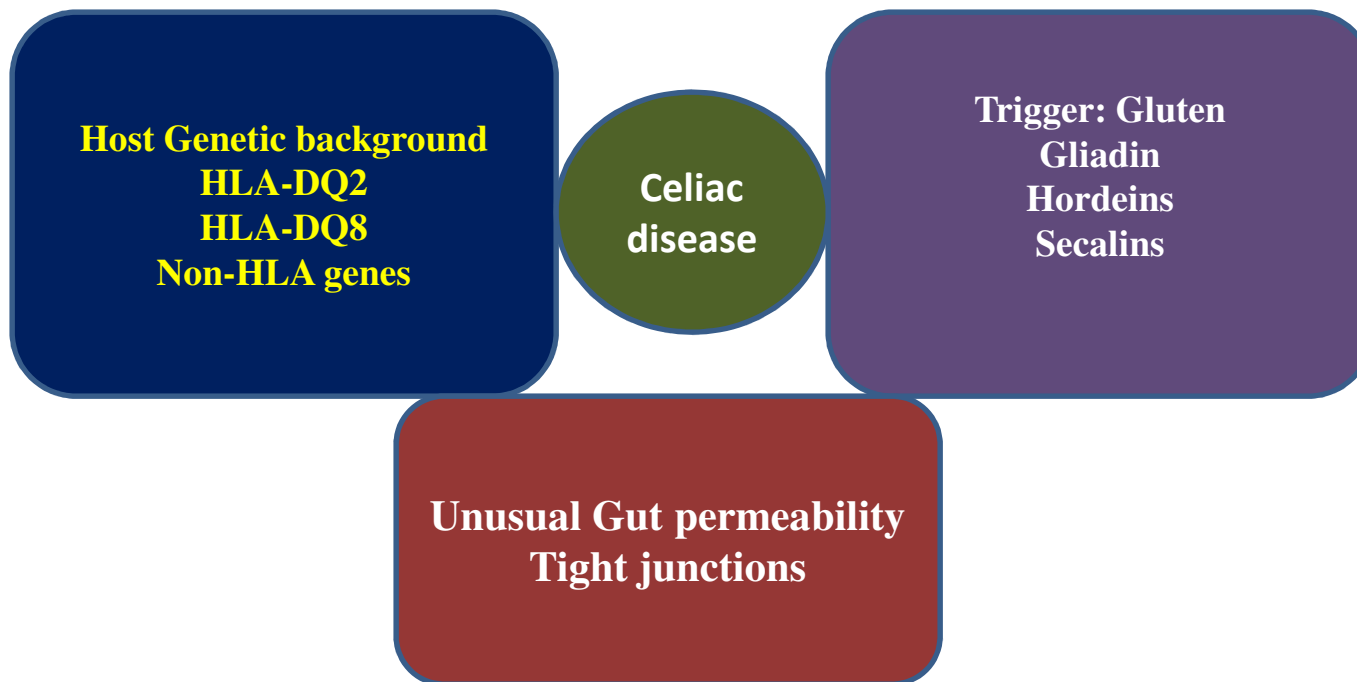 Host Genetic background
HLA-DQ2
HLA-DQ8
Non-HLA genes
Celiac
disease
Trigger: Gluten
Gliadin
Hordeins
Secalins
Unusual Gut permeability
Tight junctions